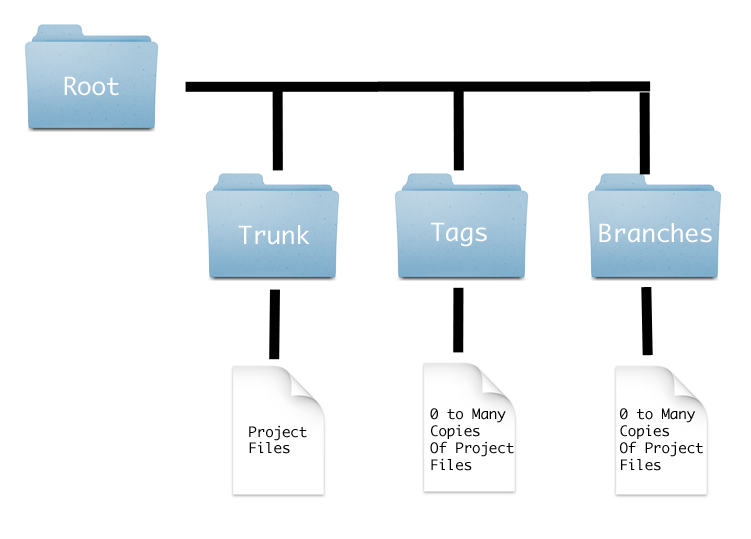 Root
Trunk
Tags
Branches
Project
Files
0 to Many
Copies
Of Project
Files
0 to Many
Copies
Of Project
Files